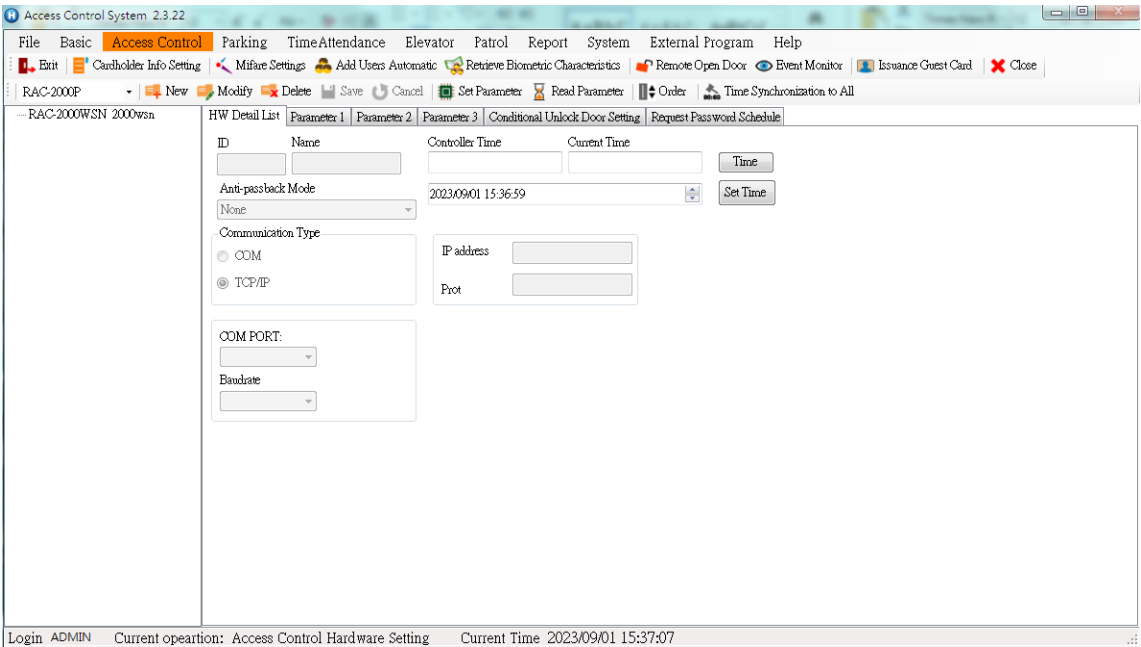 Access Control System 2.3.22
File Basic Access Control Parking TimeAttendance Elevator Patrol Report System External Program Help
Exit Cardholder Info Setting Mifare Settings Add Users Automatic Retrieve Biometric Characteristics Remote Open Door Event Monitor Issuance Guest Card Close
RAC-2000P New Modify Delete Save Cancel Set Parameter Read Parameter Order Time Synchronization to All
RAC-2000WSN 2000wsn
HW Detail List Parameter 1 Parameter 2 Parameter 3 Conditional Unlock Door Setting Request Password Schedule
ID Name Controller Time Current Time
Time
Anti-passback Mode
2023/09/01 15:36:59 Set Time
None
Communication Type
COM
TCP/IP
IP address
Prot
COM PORT:
Baudrate
Login ADMIN Current opeartion: Access Control Hardware Setting Current Time 2023/09/01 15:37:07